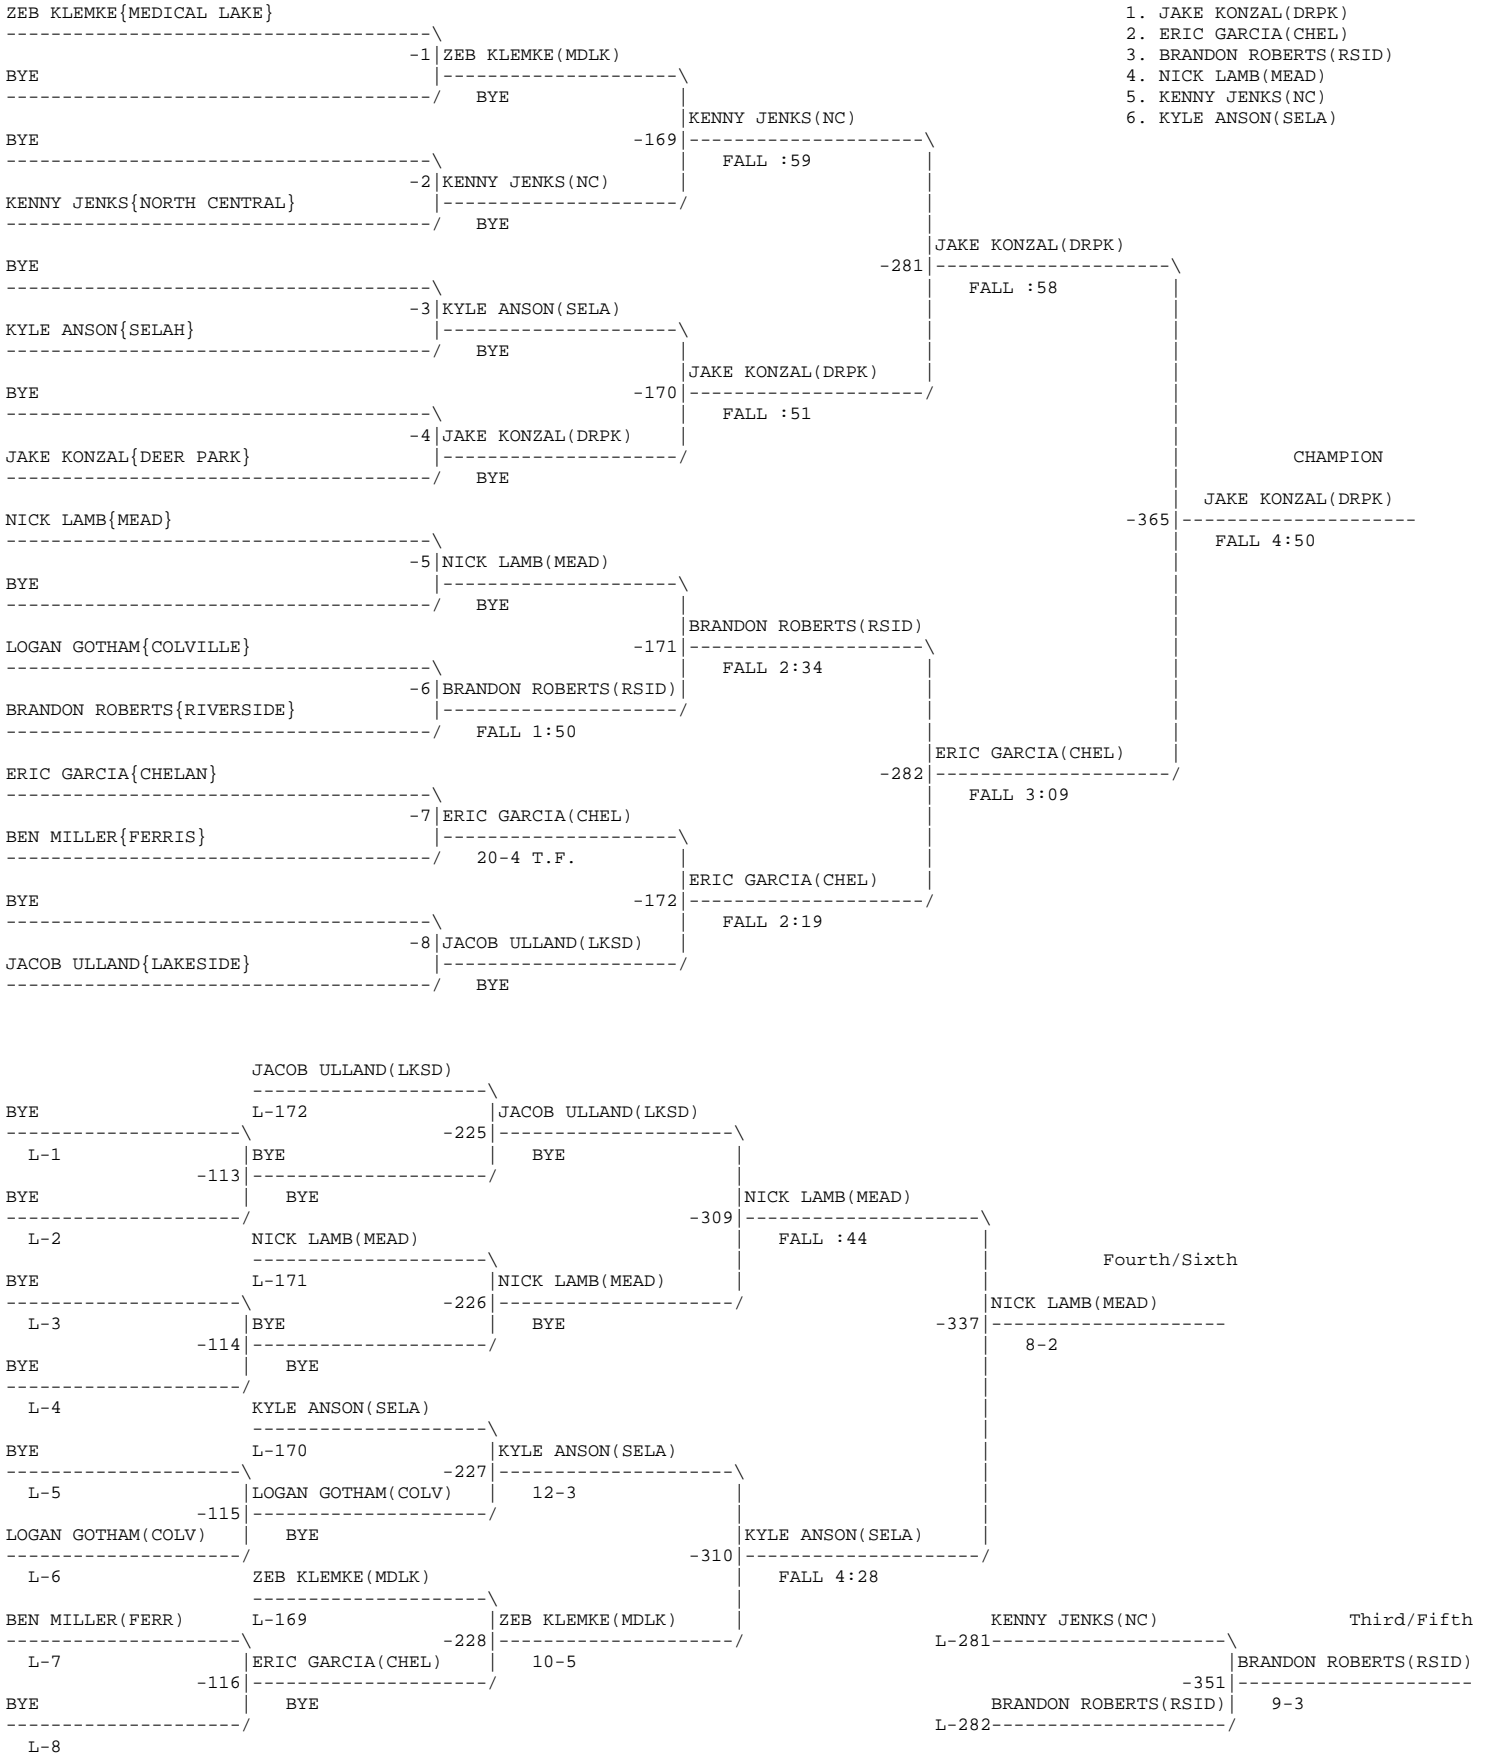 ZEB KLEMKE{MEDICAL LAKE}
1. JAKE KONZAL(DRPK)
2. ERIC GARCIA(CHEL)
-1 ZEB KLEMKE(MDLK)
3. BRANDON ROBERTS(RSID)
BYE
4. NICK LAMB(MEAD)
BYE
5. KENNY JENKS(NC)
KENNY JENKS(NC)
6. KYLE ANSON(SELA)
BYE
-169
FALL :59
-2 KENNY JENKS(NC)
KENNY JENKS{NORTH CENTRAL}
BYE
JAKE KONZAL(DRPK)
BYE
-281
FALL :58
-3 KYLE ANSON(SELA)
KYLE ANSON{SELAH}
BYE
JAKE KONZAL(DRPK)
BYE
-170
FALL :51
-4 JAKE KONZAL(DRPK)
JAKE KONZAL{DEER PARK}
CHAMPION
BYE
JAKE KONZAL(DRPK)
NICK LAMB{MEAD}
-365
FALL 4:50
-5 NICK LAMB(MEAD)
BYE
BYE
BRANDON ROBERTS(RSID)
LOGAN GOTHAM{COLVILLE}
-171
FALL 2:34
-6 BRANDON ROBERTS(RSID)
BRANDON ROBERTS{RIVERSIDE}
FALL 1:50
ERIC GARCIA(CHEL)
ERIC GARCIA{CHELAN}
-282
FALL 3:09
-7 ERIC GARCIA(CHEL)
BEN MILLER{FERRIS}
20-4 T.F.
ERIC GARCIA(CHEL)
BYE
-172
FALL 2:19
-8 JACOB ULLAND(LKSD)
JACOB ULLAND{LAKESIDE}
BYE
JACOB ULLAND(LKSD)
BYE
L-172
JACOB ULLAND(LKSD)
-225
L-1
BYE
BYE
-113
BYE
BYE
NICK LAMB(MEAD)
-309
L-2
NICK LAMB(MEAD)
FALL :44
Fourth/Sixth
BYE
L-171
NICK LAMB(MEAD)
-226
NICK LAMB(MEAD)
L-3
BYE
BYE
-337
-114
8-2
BYE
BYE
L-4
KYLE ANSON(SELA)
BYE
L-170
KYLE ANSON(SELA)
-227
L-5
LOGAN GOTHAM(COLV)
12-3
-115
LOGAN GOTHAM(COLV)
BYE
KYLE ANSON(SELA)
-310
L-6
ZEB KLEMKE(MDLK)
FALL 4:28
BEN MILLER(FERR)
L-169
ZEB KLEMKE(MDLK)
KENNY JENKS(NC)
Third/Fifth
-228
L-281
L-7
ERIC GARCIA(CHEL)
10-5
BRANDON ROBERTS(RSID)
-116
-351
BYE
BYE
BRANDON ROBERTS(RSID)
9-3
L-282
L-8